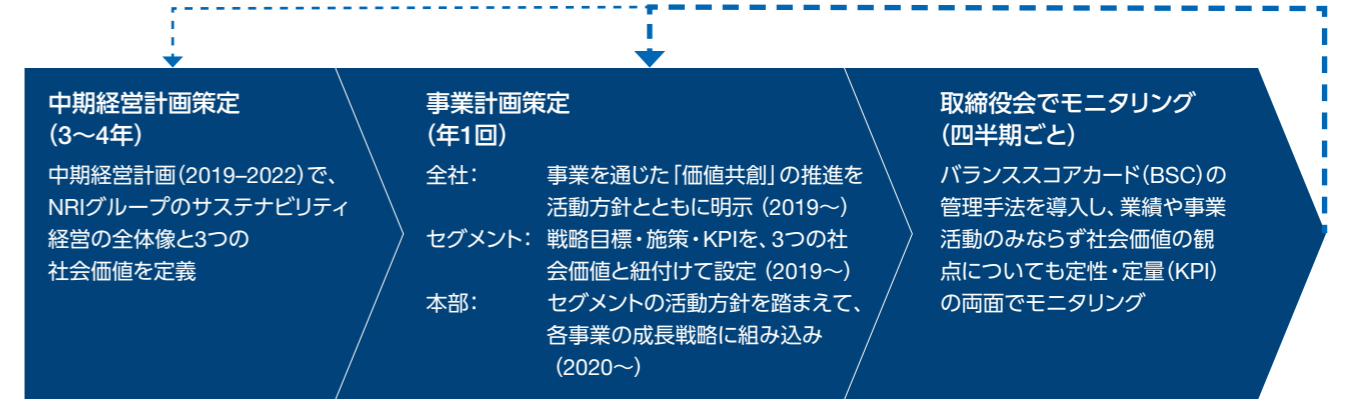 中期経営計画策定
（3〜4年）
中期経営計画（2019–2022）で、
NRIグループのサステナビリティ
経営の全体像と3つの
社会価値を定義
事業計画策定
（年1回）
全社： 事業を通じた「価値共創」の推進を
活動方針とともに明示（2019〜）
セグメント： 戦略目標・施策・KPIを、3つの社
会価値と紐付けて設定（2019〜）
本部： セグメントの活動方針を踏まえて、
各事業の成長戦略に組み込み
（2020〜）
取締役会でモニタリング
（四半期ごと）
バランススコアカード（BSC）の
管理手法を導入し、業績や事業
活動のみならず社会価値の観
点についても定性・定量（KPI）
の両面でモニタリング